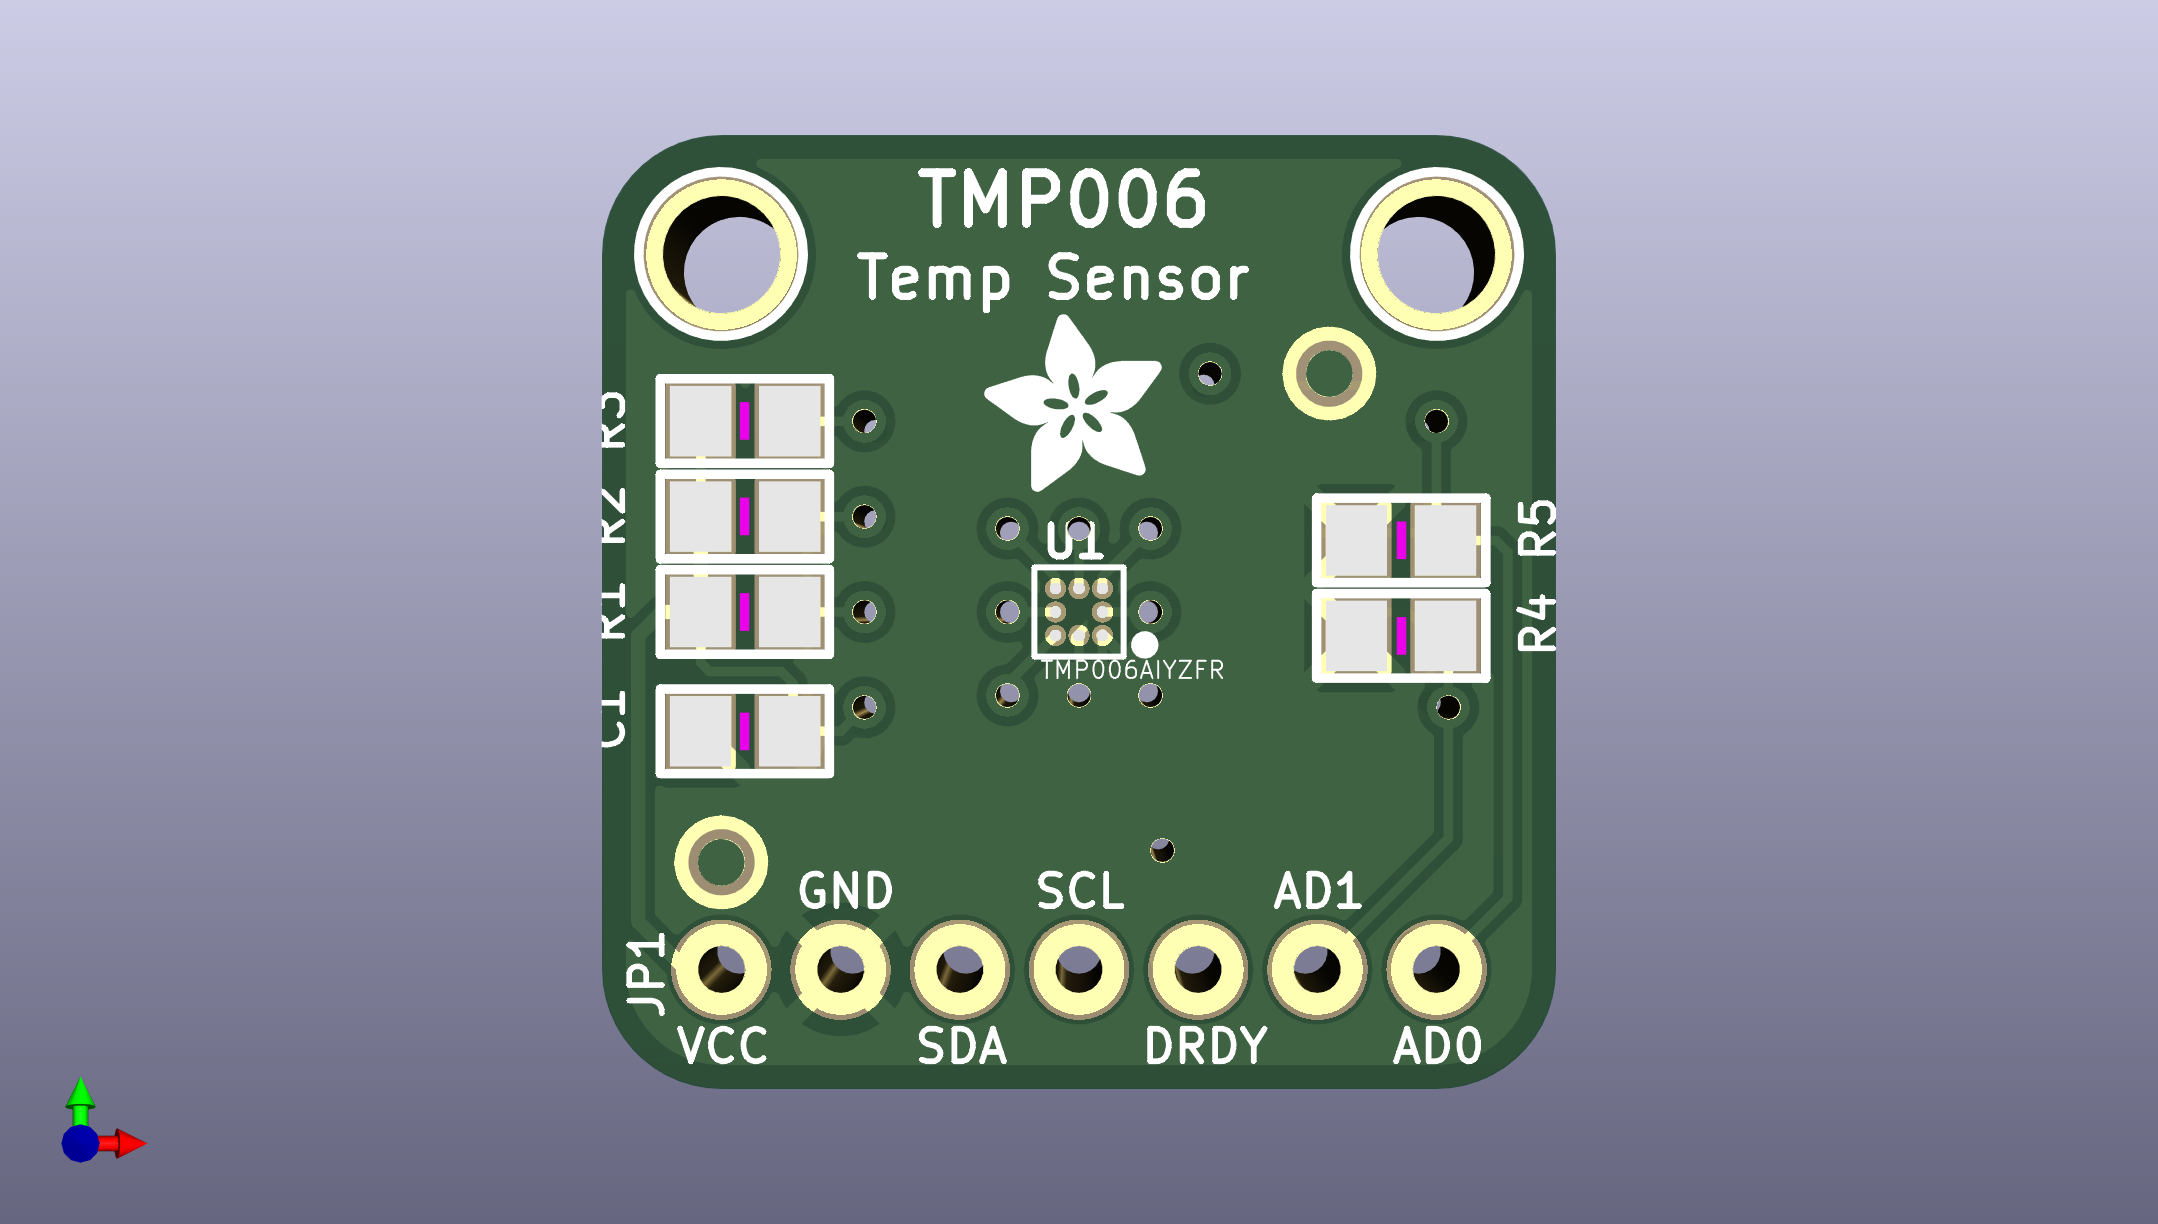 TMP006
Temp Sensor
R3
R2
R1
C1
U1
TMP006AIYZFR
R5
R4
GND
SCL
AD1
JP1
VCC
SDA
DRDY
AD0